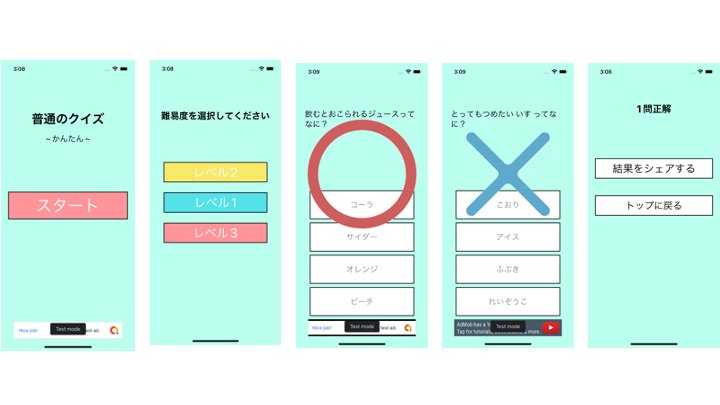 3:08
普通のクイズ
~かんたん~
スタート
Nice job!
Test mode
test ad.
3:08
難易度を選択してください
レベル2
レベル1
レベル3
3:09
飲むとおこられるジュースって
なに？
コーラ
サイダー
オレンジ
ピーチ
Nice job!
Test mode
test ad.
3:09
とってもつめたい いす ってな
に？
こおり
アイス
ふぶき
れいぞうこ
AdMob has a
Test mode
Tap for tutorials,
more
3:08
1問正解
結果をシェアする
トップに戻る